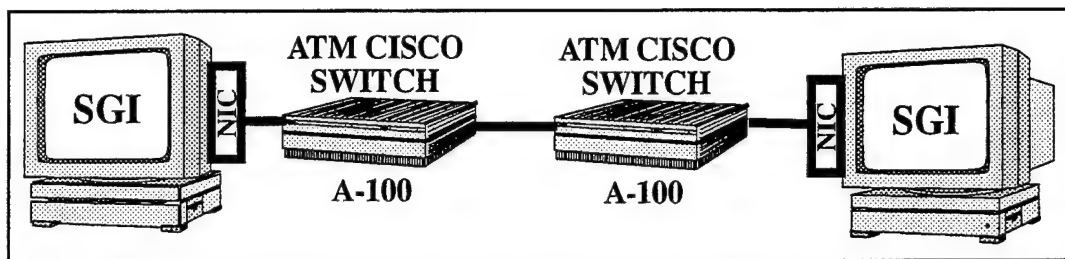 SGI
NIC
ATM CISCO
SWITCH
A-100
ATM CISCO
SWITCH
A-100
NIC
SGI